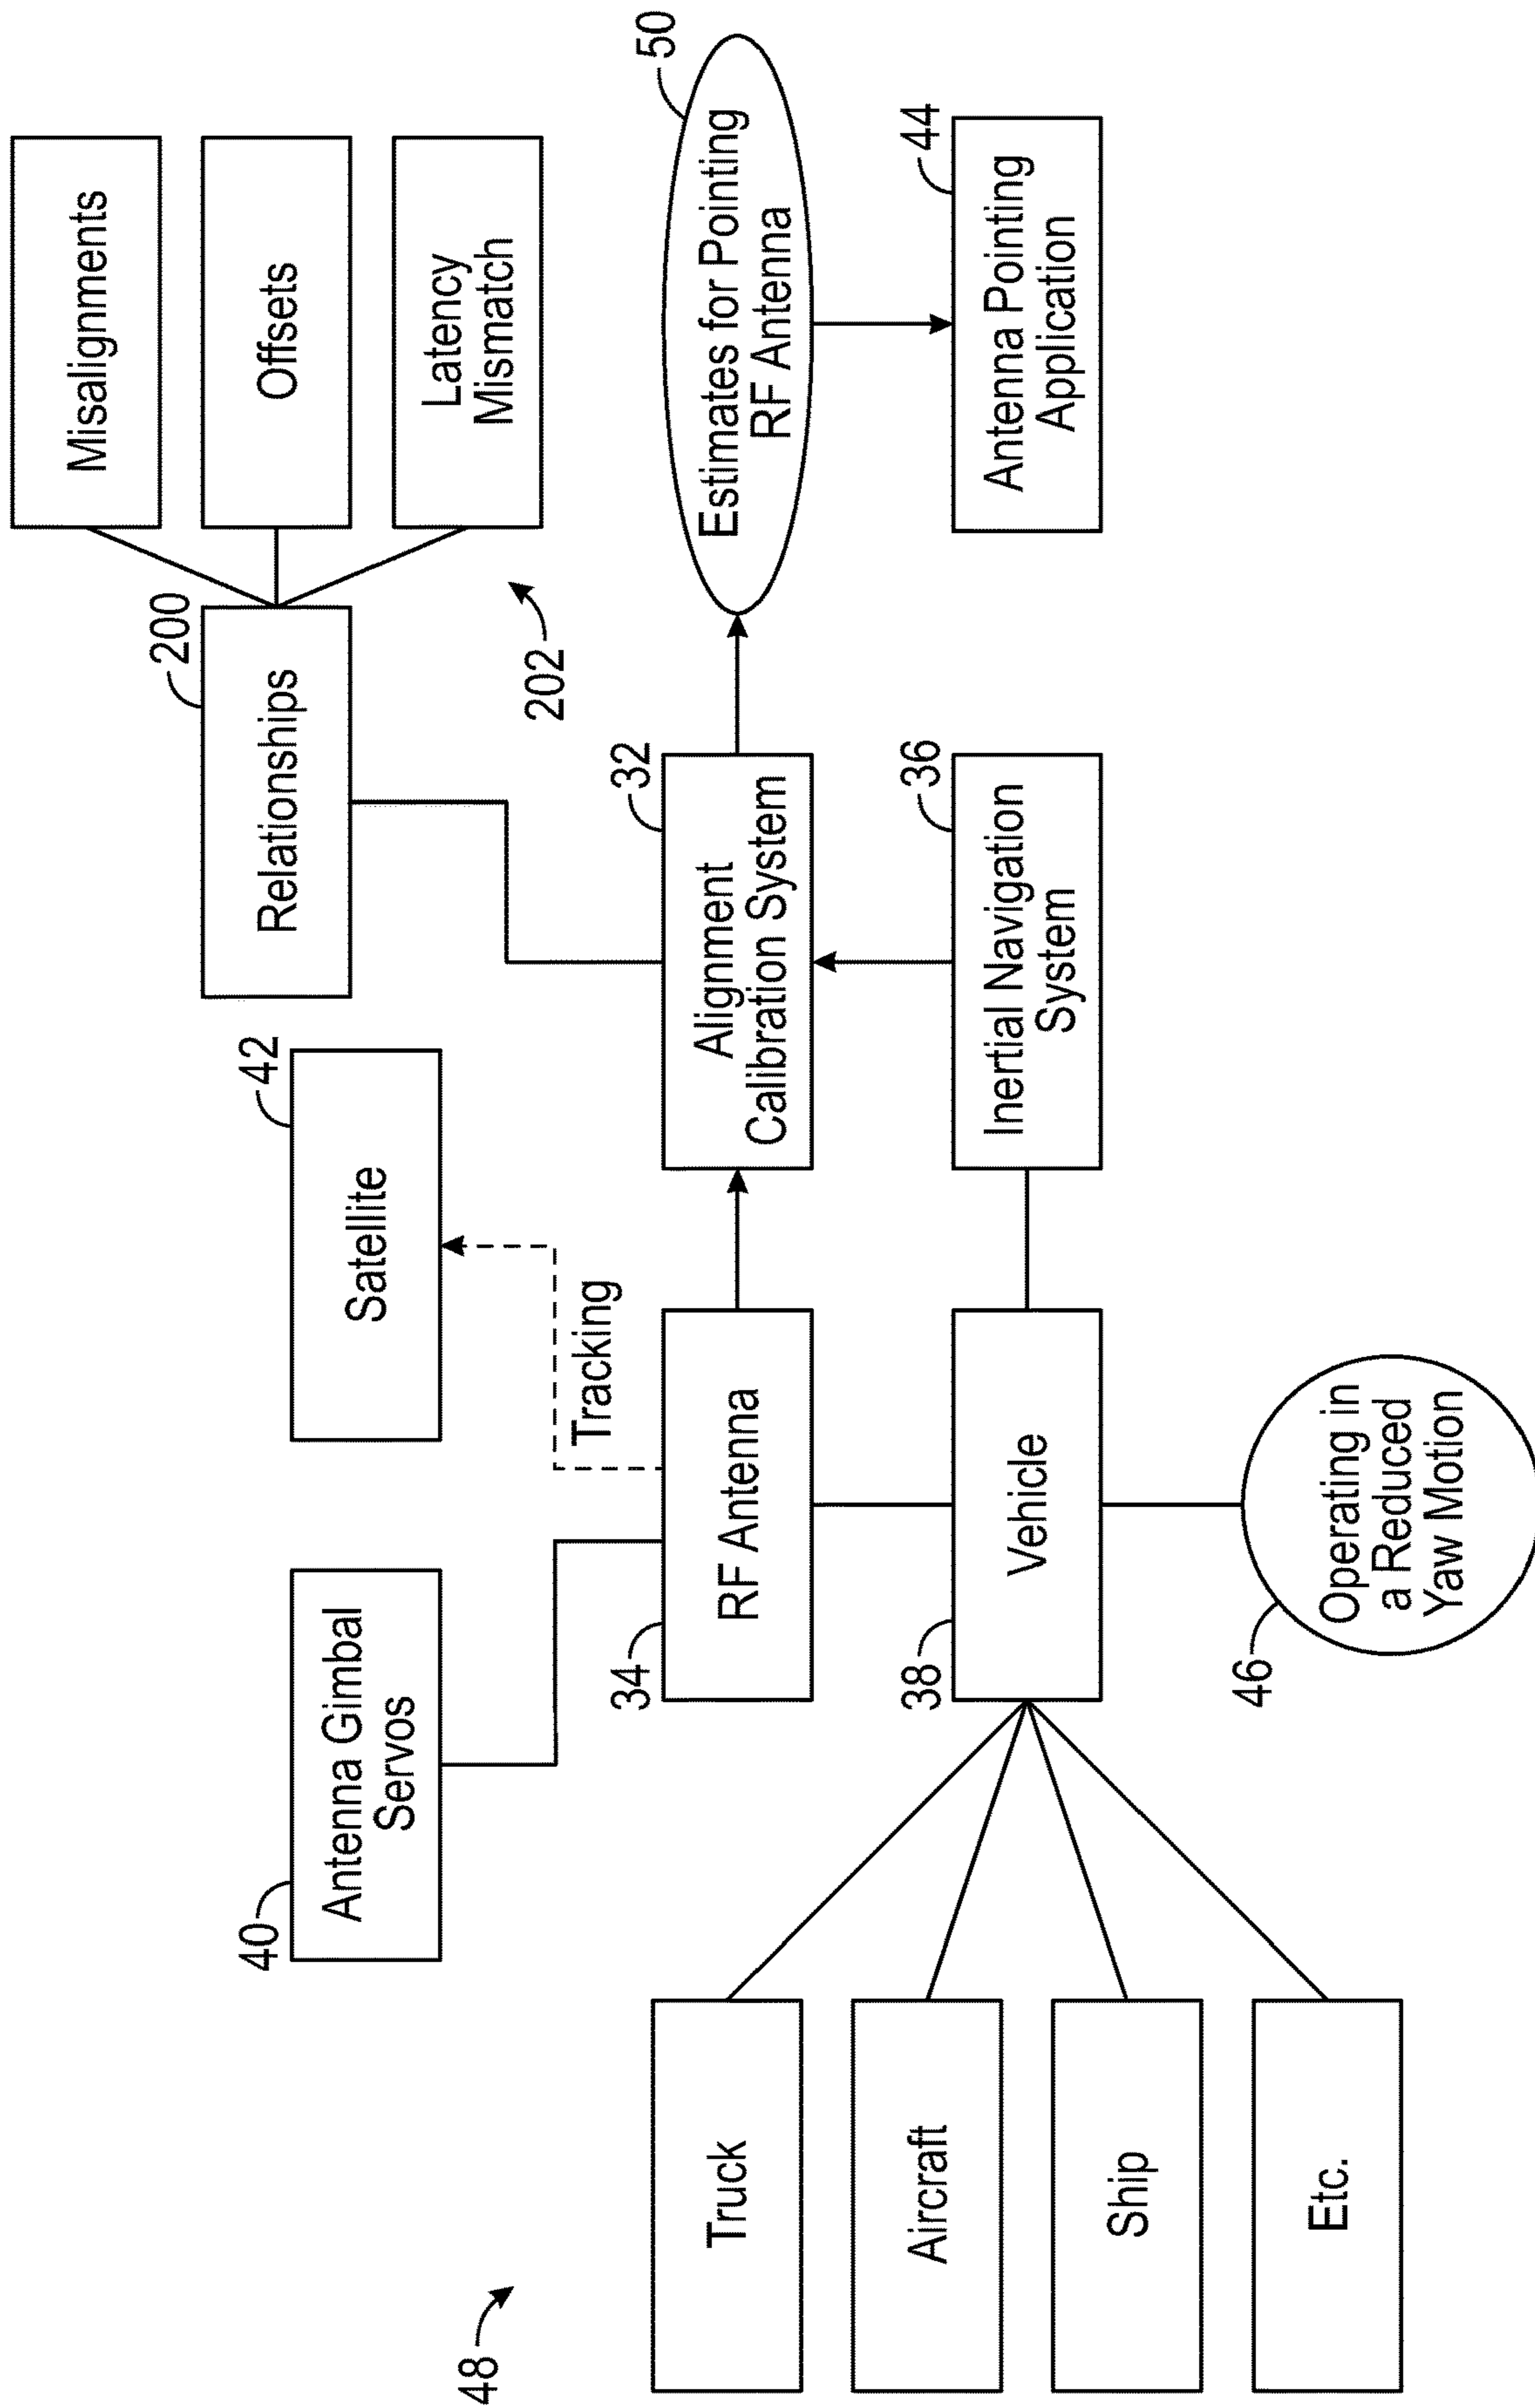 Misalignments
200
Relationships
Offsets
202
Latency
Mismatch
40
Antenna Gimbal
Servos
42
Satellite
Tracking
34
RF Antenna
32
Alignment
Calibration System
50
Estimates for Pointing
RF Antenna
48
Truck
Aircraft
Ship
Etc.
38
Vehicle
36
Inertial Navigation
System
44
Antenna Pointing
Application
46
Operating in
a Reduced
Yaw Motion